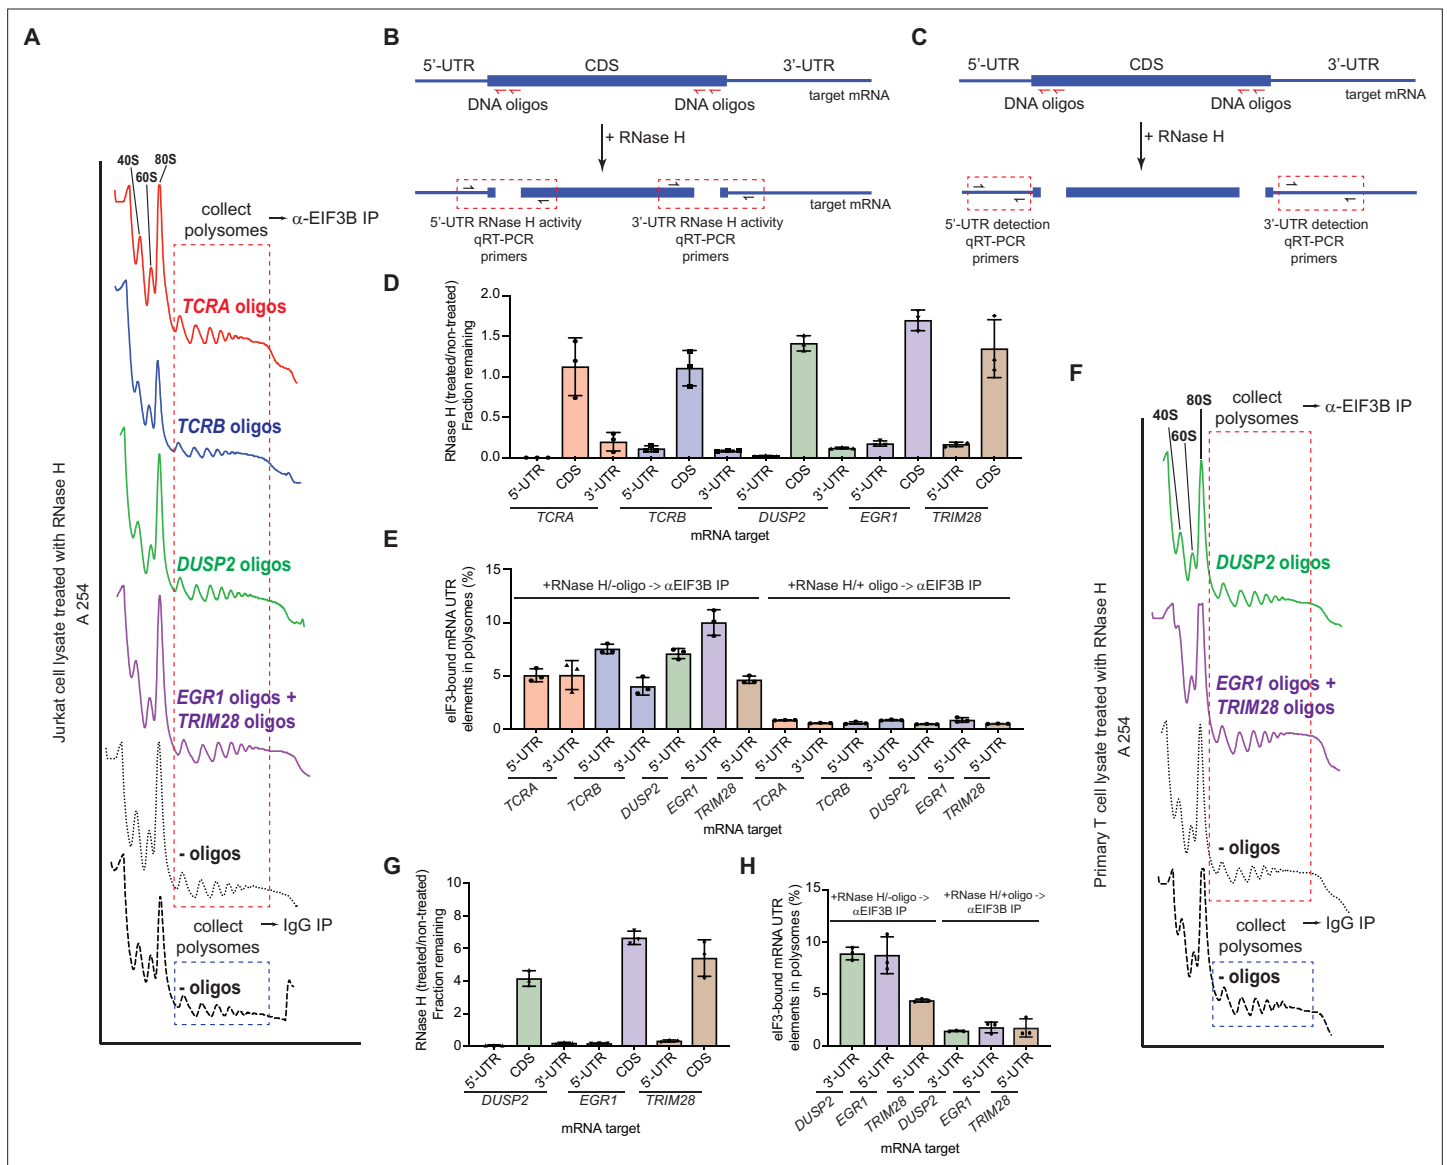 A
Jurkat cell lysate treated with RNase H
A 254
40S
60S
80S
collect
polysomes
α-EIF3B IP
TCRA oligos
TCRB oligos
DUSP2 oligos
EGR1 oligos +
TRIM28 oligos
- oligos
collect
polysomes
IgG IP
- oligos
B
5'-UTR
CDS
3'-UTR
DNA oligos
DNA oligos
target mRNA
+ RNase H
target mRNA
5'-UTR RNase H activity
qRT-PCR
primers
3'-UTR RNase H activity
qRT-PCR
primers
C
5'-UTR
CDS
3'-UTR
DNA oligos
DNA oligos
target mRNA
+ RNase H
5'-UTR detection
qRT-PCR
primers
3'-UTR detection
qRT-PCR
primers
D
RNase H (treated/non-treated)
Fraction remaining
2.0
1.5
1.0
0.5
0.0
5'-UTR
CDS
3'-UTR
5'-UTR
CDS
3'-UTR
5'-UTR
CDS
3'-UTR
5'-UTR
CDS
5'-UTR
CDS
TCRA
TCRB
DUSP2
EGR1
TRIM28
mRNA target
E
eIF3-bound mRNA UTR
elements in polysomes (%)
15
10
5
0
+RNase H/-oligo -> αEIF3B IP
+RNase H/+ oligo -> αEIF3B IP
5'-UTR
3'-UTR
5'-UTR
3'-UTR
5'-UTR
5'-UTR
5'-UTR
5'-UTR
3'-UTR
5'-UTR
3'-UTR
5'-UTR
5'-UTR
5'-UTR
TCRA
TCRB
DUSP2
EGR1
TRIM28
TCRA
TCRB
DUSP2
EGR1
TRIM28
mRNA target
F
Primary T cell lysate treated with RNase H
A 254
40S
60S
80S
collect
polysomes
α-EIF3B IP
DUSP2 oligos
EGR1 oligos +
TRIM28 oligos
- oligos
collect
polysomes
IgG IP
- oligos
G
RNase H (treated/non-treated)
Fraction remaining
10
8
6
4
2
0
5'-UTR
CDS
3'-UTR
5'-UTR
CDS
5'-UTR
CDS
DUSP2
EGR1
TRIM28
mRNA target
H
eIF3-bound mRNA UTR
elements in polysomes (%)
15
10
5
0
+RNase H/-oligo ->
αEIF3B IP
+RNase H/+oligo ->
αEIF3B IP
3'-UTR
5'-UTR
5'-UTR
3'-UTR
5'-UTR
5'-UTR
DUSP2
EGR1
TRIM28
DUSP2
EGR1
TRIM28
mRNA target